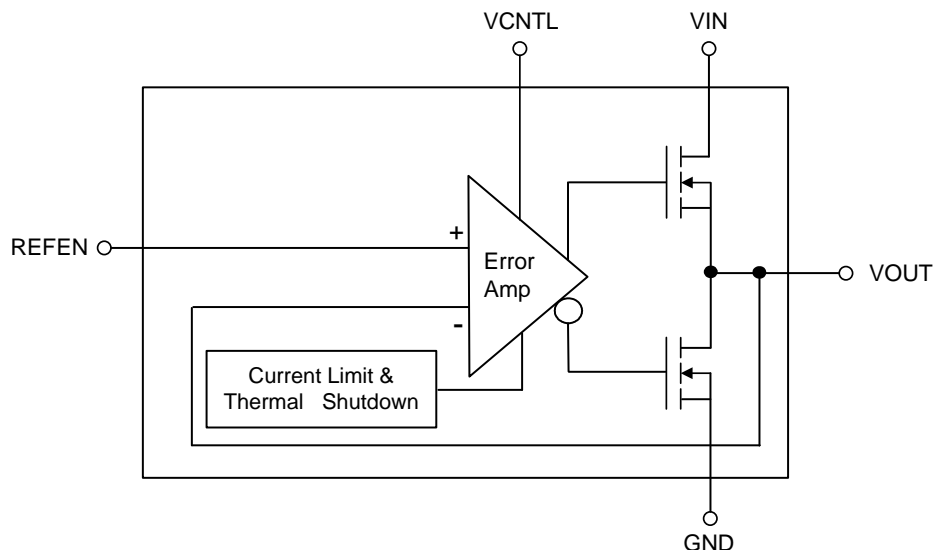 VCNTL
VIN
REFEN
+
Error
Amp
-
VOUT
Current Limit &
Thermal Shutdown
GND